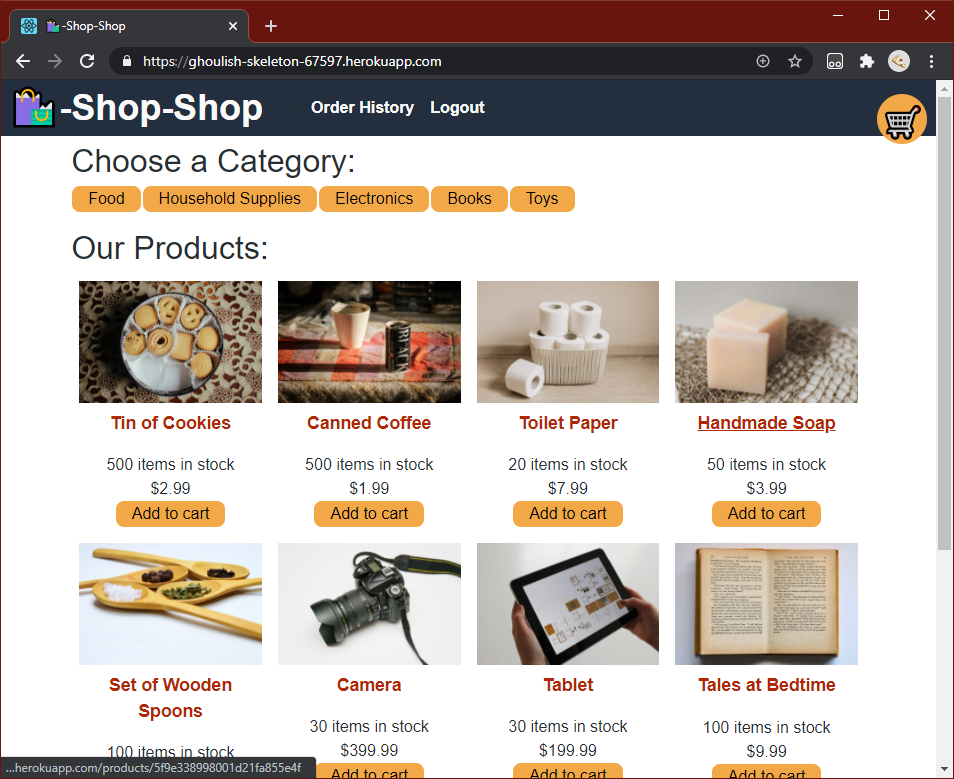 -Shop-Shop
https://ghoulish-skeleton-67597.herokuapp.com
-Shop-Shop
Order History Logout
Choose a Category:
Food Household Supplies Electronics Books Toys
Our Products:
Tin of Cookies
500 items in stock
$2.99
Add to cart
Canned Coffee
500 items in stock
$1.99
Add to cart
Toilet Paper
20 items in stock
$7.99
Add to cart
Handmade Soap
50 items in stock
$3.99
Add to cart
Set of Wooden
Spoons
100 items in stock
Camera
30 items in stock
$399.99
Add to cart
Tablet
30 items in stock
$199.99
Add to cart
Tales at Bedtime
100 items in stock
$9.99
Add to cart
...herokuapp.com/products/5f9e338998001d21fa855e4f